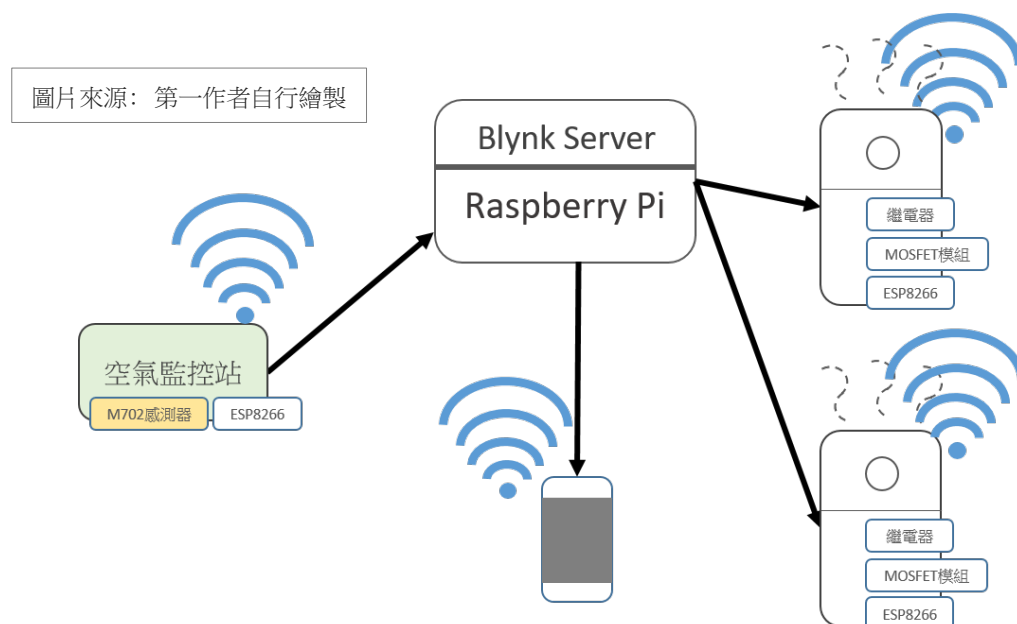 圖片來源: 第一作者自行繪製
Blynk Server
Raspberry Pi
空氣監控站
M702感測器
ESP8266
繼電器
MOSFET模組
ESP8266
繼電器
MOSFET模組
ESP8266